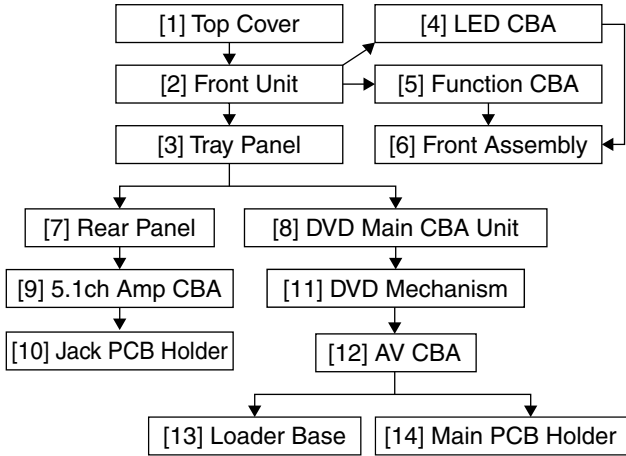 [1] Top Cover
[4] LED CBA
[2] Front Unit
[5] Function CBA
[3] Tray Panel
[6] Front Assembly
[7] Rear Panel
[8] DVD Main CBA Unit
[9] 5.1ch Amp CBA
[11] DVD Mechanism
[10] Jack PCB Holder
[12] AV CBA
[13] Loader Base
[14] Main PCB Holder